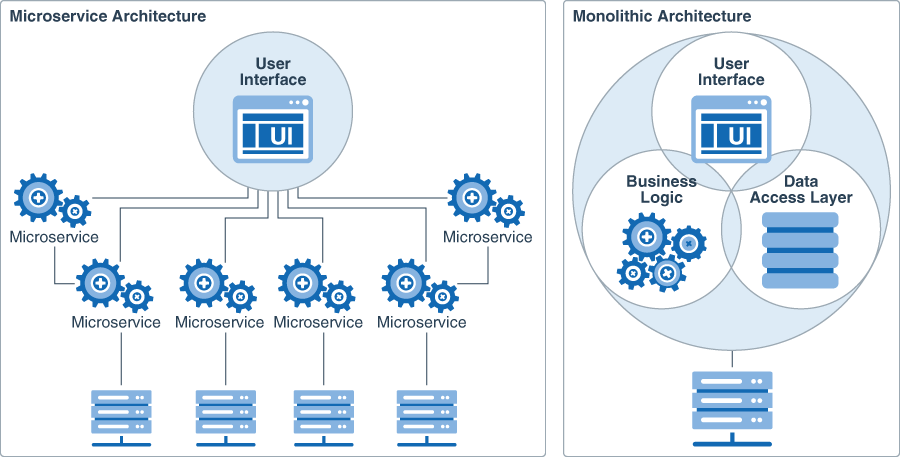 Microservice Architecture
User
Interface
UI
Microservice
Microservice
Microservice
Microservice
Microservice
Microservice
Monolithic Architecture
User
Interface
UI
Business
Logic
Data
Access Layer